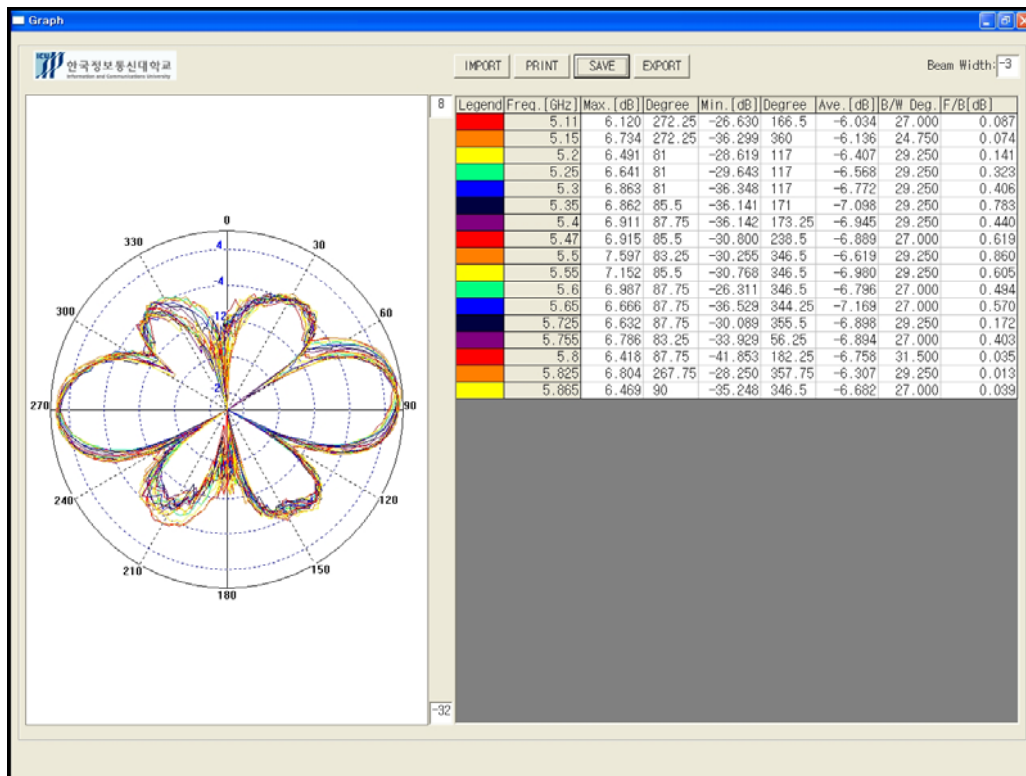 Graph
ICU 한국정보통신대학교
Information and Communications University
IMPORT PRINT SAVE EXPORT
Beam Width: -3
8
-32
0
30
60
90
120
150
180
210
240
270
300
330
4
-4
Legend Freq.[GHz] Max.[dB] Degree Min.[dB] Degree Ave.[dB] B/W Deg. F/B[dB]
5.11 6.120 272.25 -26.630 166.5 -6.034 27.000 0.087
5.15 6.734 272.25 -36.299 360 -6.136 24.750 0.074
5.2 6.491 81 -28.619 117 -6.407 29.250 0.141
5.25 6.641 81 -29.643 117 -6.568 29.250 0.323
5.3 6.863 81 -36.348 117 -6.772 29.250 0.406
5.35 6.862 85.5 -36.141 171 -7.098 29.250 0.783
5.4 6.911 87.75 -36.142 173.25 -6.945 29.250 0.440
5.47 6.915 85.5 -30.800 238.5 -6.889 27.000 0.619
5.5 7.597 83.25 -30.255 346.5 -6.619 29.250 0.860
5.55 7.152 85.5 -30.768 346.5 -6.980 29.250 0.605
5.6 6.987 87.75 -26.311 346.5 -6.796 27.000 0.494
5.65 6.666 87.75 -36.529 344.25 -7.169 27.000 0.570
5.725 6.632 87.75 -30.089 355.5 -6.898 29.250 0.172
5.755 6.786 83.25 -33.929 56.25 -6.894 27.000 0.403
5.8 6.418 87.75 -41.853 182.25 -6.758 31.500 0.035
5.825 6.804 267.75 -28.250 357.75 -6.307 29.250 0.013
5.865 6.469 90 -35.248 346.5 -6.682 27.000 0.039